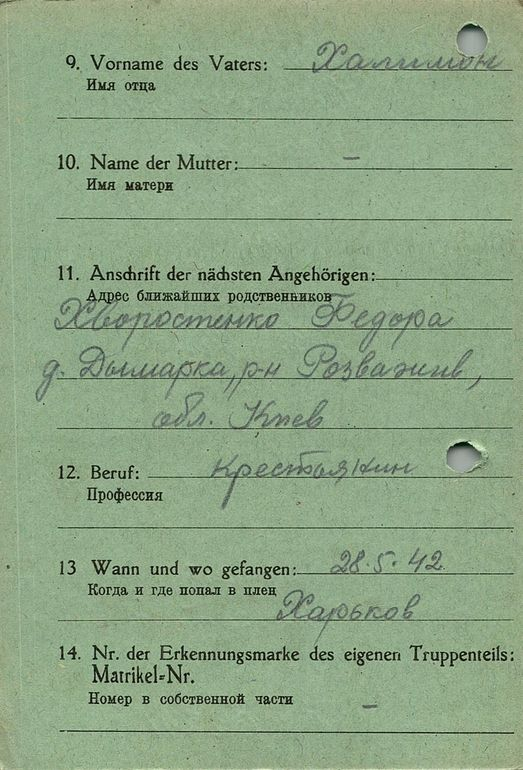 9. Vorname des Vaters: Халимон
Имя отца
10. Name der Mutter: –
Имя матери
11. Anschrift der nächsten Angehörigen:
Адрес ближайших родственников
Хворостенко Федора
д. Дымарка, р-н Розважив,
обл. Киев
12. Beruf: Крестьянин
Профессия
13 Wann und wo gefangen: 28.5.42
Когда и где попал в плен
Харьков
14. Nr. der Erkennungsmarke des eigenen Truppenteils:
Matrikel-Nr.
Номер в собственной части –